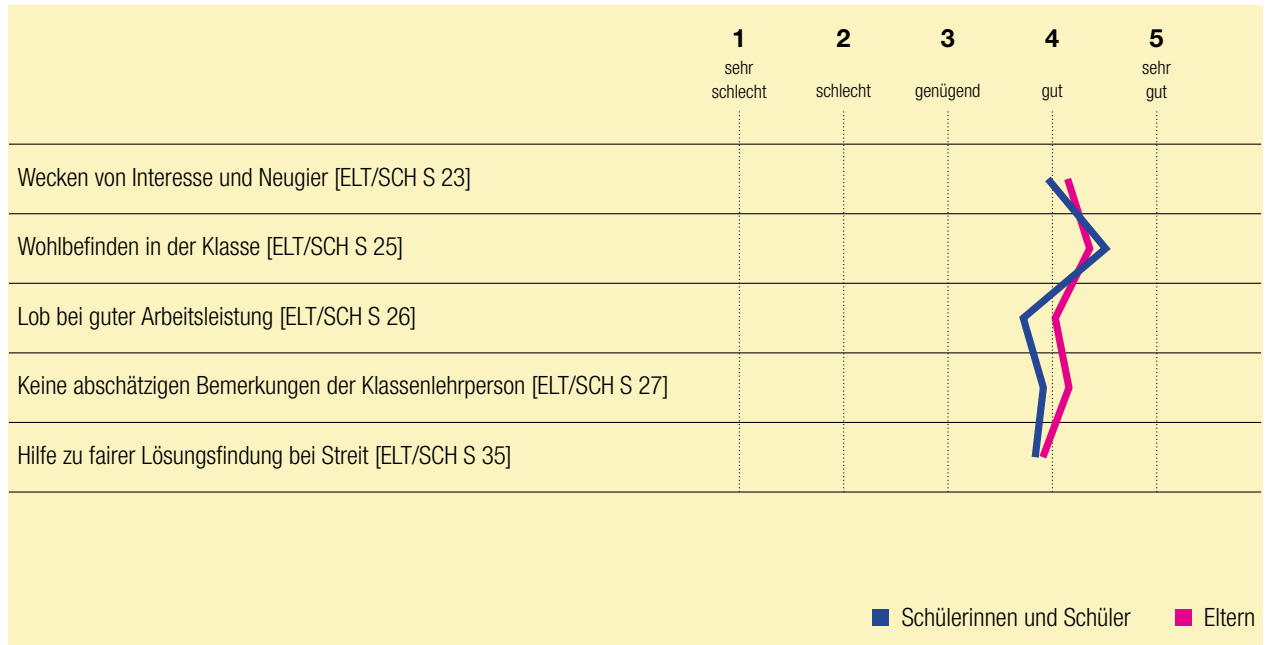 1 2 3 4 5
sehr schlecht schlecht genügend gut sehr gut
Wecken von Interesse und Neugier [ELT/SCH S 23]
Wohlbefinden in der Klasse [ELT/SCH S 25]
Lob bei guter Arbeitsleistung [ELT/SCH S 26]
Keine abschätzigen Bemerkungen der Klassenlehrperson [ELT/SCH S 27]
Hilfe zu fairer Lösungsfindung bei Streit [ELT/SCH S 35]
Schülerinnen und Schüler Eltern